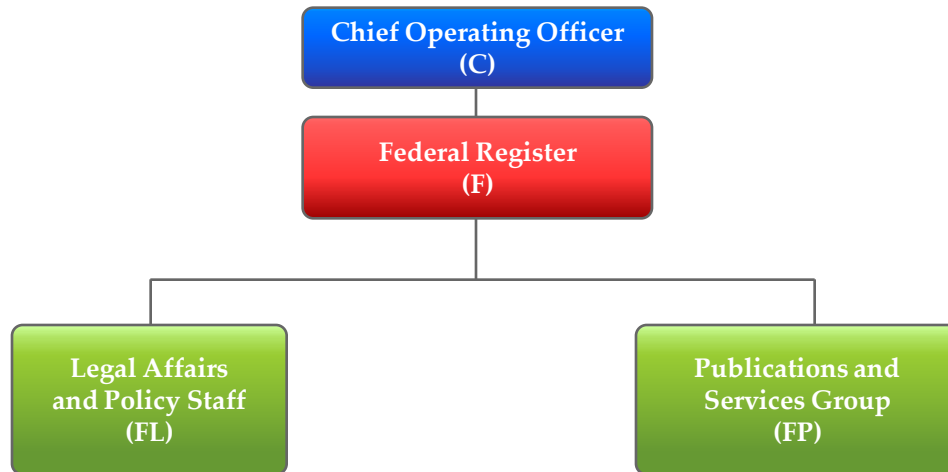 Chief Operating Officer
(C)
Federal Register
(F)
Legal Affairs
and Policy Staff
(FL)
Publications and
Services Group
(FP)